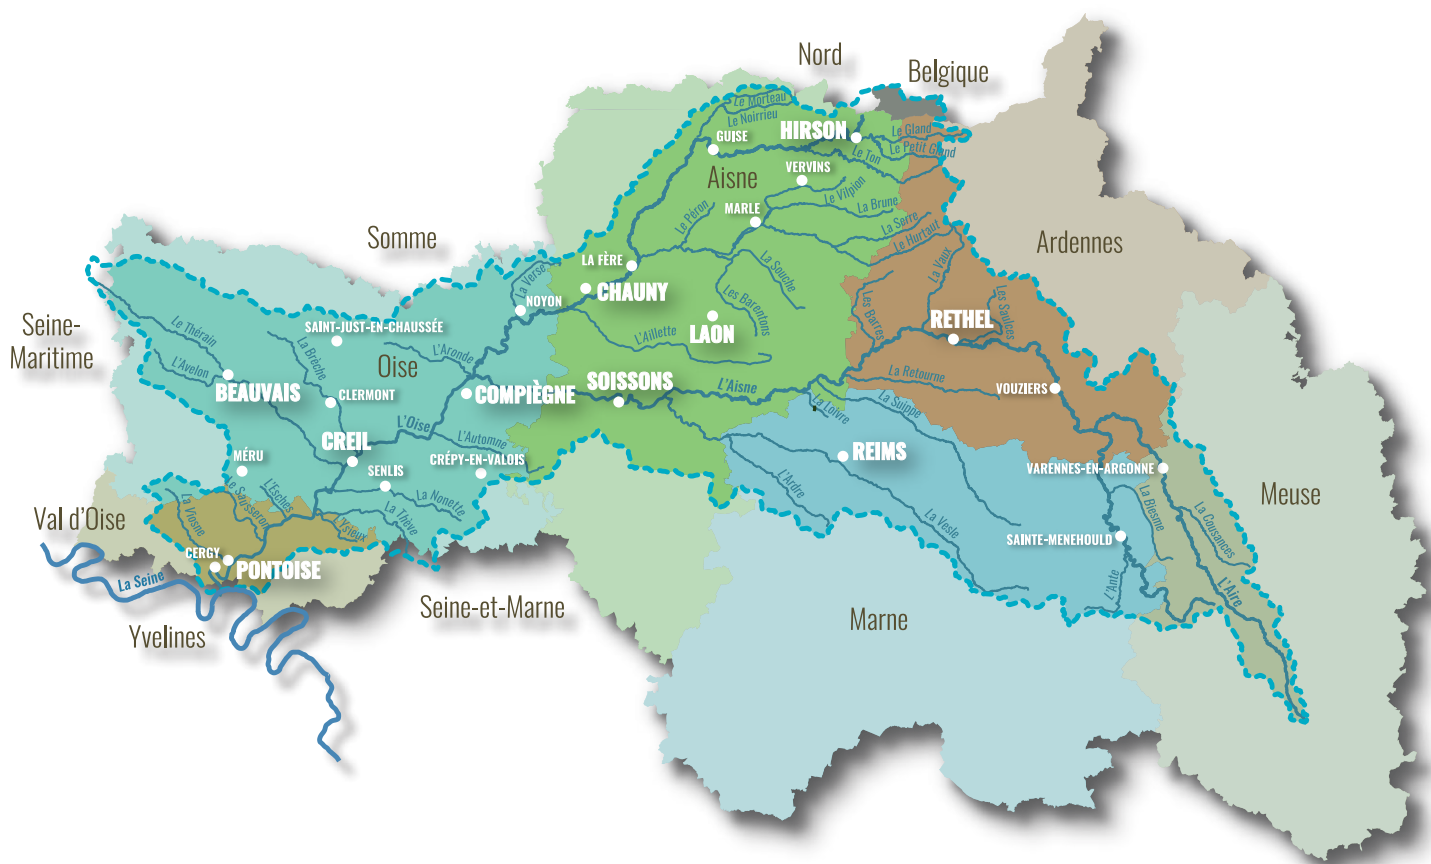 Nord
Belgique
Le Morteau
Le Noirrieu
GUISE
HIRSON
Le Gland
Le Petit Gland
Le Ton
VERVINS
Aisne
Le Vilpion
MARLE
La Brune
Le Péron
La Serre
Le Hurtaut
Somme
Ardennes
LA FÈRE
La Verse
La Souche
La Vaux
CHAUNY
NOYON
Les Barentons
Les Barres
Les Saulces
Seine-
Maritime
Le Thérain
SAINT-JUST-EN-CHAUSSÉE
La Brèche
L'Aronde
L'Aillette
LAON
RETHEL
Oise
L'Avelon
BEAUVAIS
CLERMONT
COMPIÈGNE
SOISSONS
L'Aisne
La Retourne
VOUZIERS
La Suippe
La Loivre
L'Oise
CREIL
L'Automne
MÉRU
SENLIS
CRÉPY-EN-VALOIS
REIMS
VARENNES-EN-ARGONNE
Le Sausseron
L'Esches
La Nonette
La Thève
Ysieux
La Viosne
L'Ardre
La Vesle
La Biesme
La Cousances
Meuse
Val d'Oise
CERGY
PONTOISE
SAINTE-MENEHOULD
La Seine
L'Ante
L'Aire
Seine-et-Marne
Marne
Yvelines